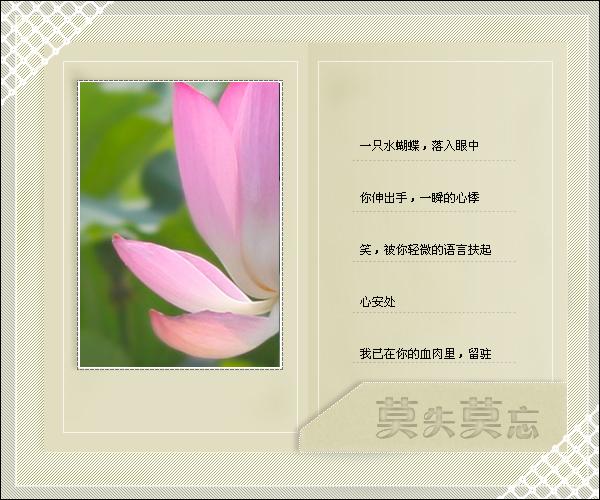 一只水蝴蝶，落入眼中
你伸出手，一瞬的心悸
笑，被你轻微的语言扶起
心安处
我已在你的血肉里，留驻
莫失莫忘